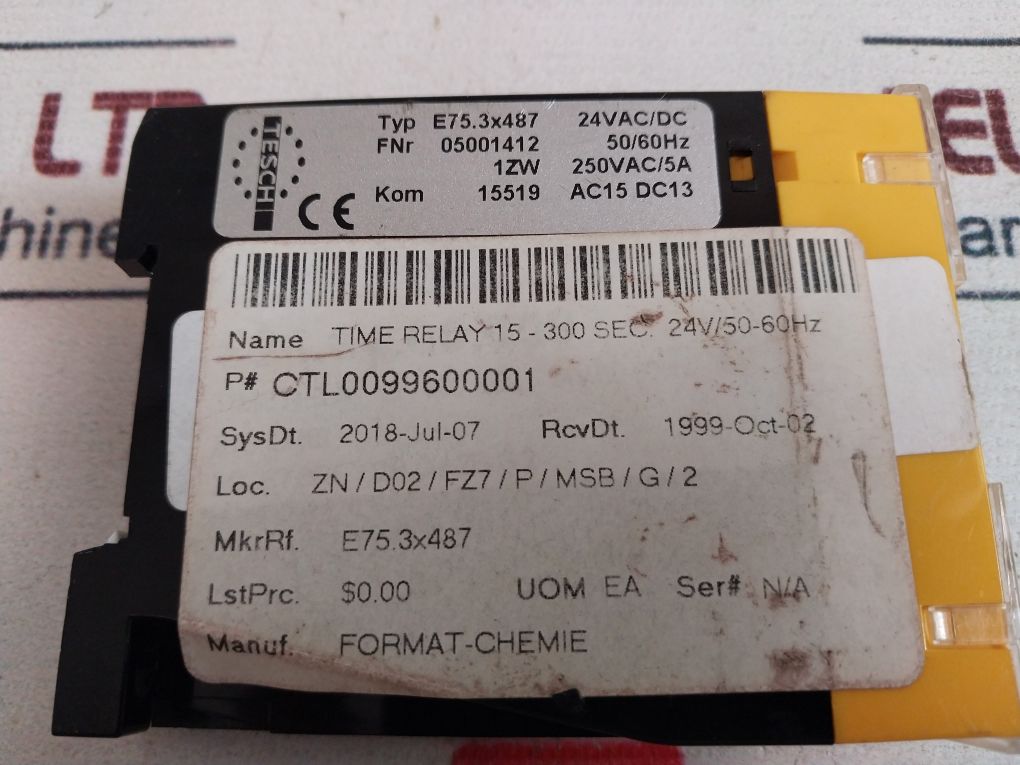 LTD
TESCH
Typ E75.3x487 24VAC/DC
FNr 05001412 50/60Hz
1ZW 250VAC/5A
Kom 15519 AC15 DC13
CE
Name TIME RELAY 15 - 300 SEC. 24V/50-60Hz
P# CTL0099600001
SysDt. 2018-Jul-07 RcvDt. 1999-Oct-02
Loc. ZN / D02 / FZ7 / P / MSB / G / 2
MkrRf. E75.3x487
LstPrc. $0.00 UOM EA Ser# N/A
Manuf. FORMAT-CHEMIE